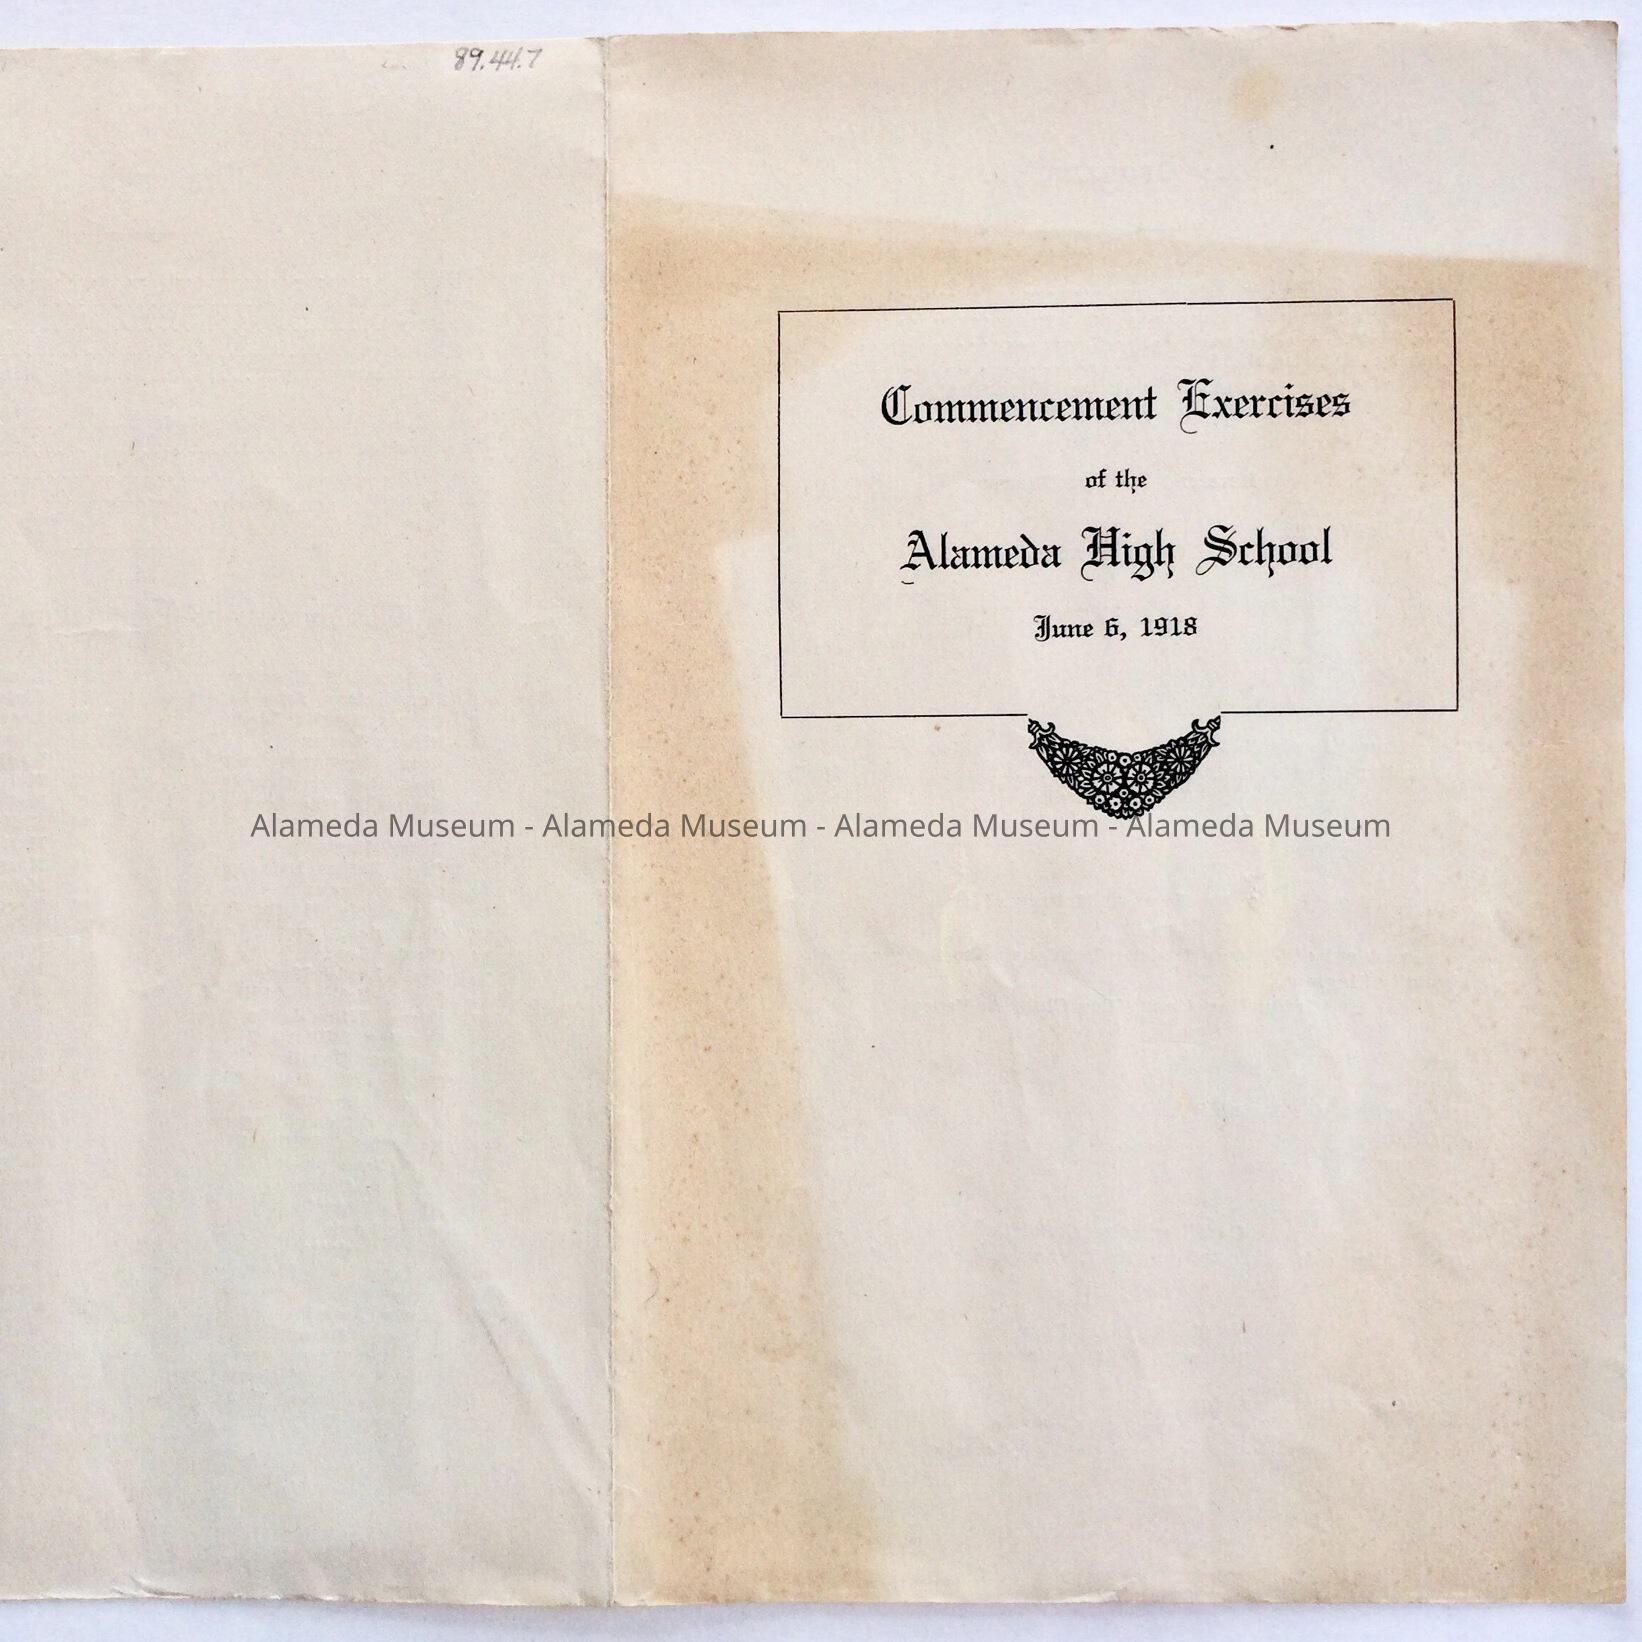 89.44.7
Commencement Exercises
of the
Alameda High School
June 6, 1918
Alameda Museum - Alameda Museum - Alameda Museum - Alameda Museum